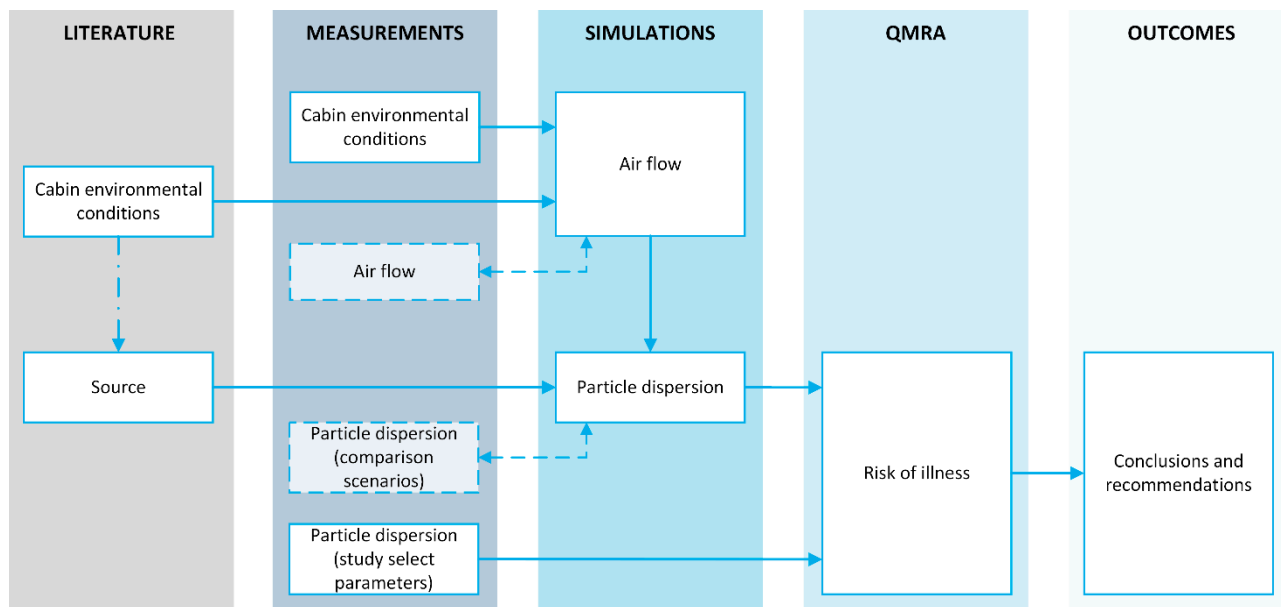 LITERATURE
MEASUREMENTS
SIMULATIONS
QMRA
OUTCOMES
Cabin environmental
conditions
Source
Cabin environmental
conditions
Air flow
Particle dispersion
(comparison
scenarios)
Particle dispersion
(study select
parameters)
Air flow
Particle dispersion
Risk of illness
Conclusions and
recommendations